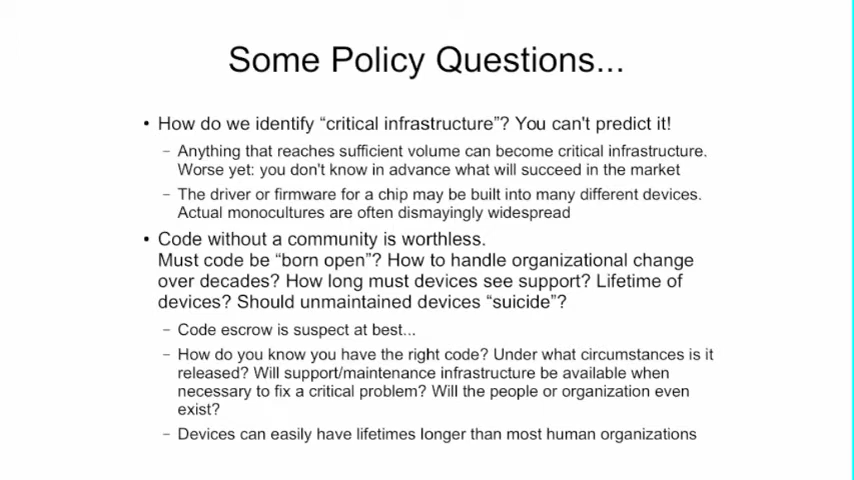 Some Policy Questions...
• How do we identify “critical infrastructure”? You can't predict it!
– Anything that reaches sufficient volume can become critical infrastructure.
Worse yet: you don't know in advance what will succeed in the market
– The driver or firmware for a chip may be built into many different devices.
Actual monocultures are often dismayingly widespread
• Code without a community is worthless.
Must code be “born open”? How to handle organizational change
over decades? How long must devices see support? Lifetime of
devices? Should unmaintained devices “suicide”?
– Code escrow is suspect at best...
– How do you know you have the right code? Under what circumstances is it
released? Will support/maintenance infrastructure be available when
necessary to fix a critical problem? Will the people or organization even
exist?
– Devices can easily have lifetimes longer than most human organizations